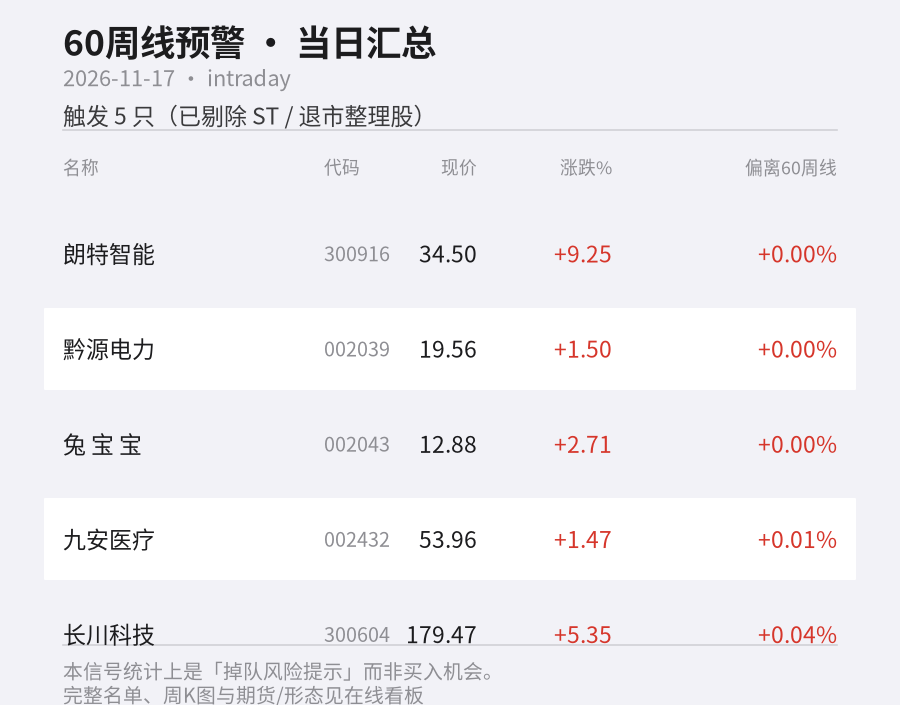 60周线预警 • 当日汇总
2026-11-17 • intraday
触发 5 只（已剔除 ST / 退市整理股）
名称 代码 现价 涨跌% 偏离60周线
朗特智能 300916 34.50 +9.25 +0.00%
黔源电力 002039 19.56 +1.50 +0.00%
兔 宝 宝 002043 12.88 +2.71 +0.00%
九安医疗 002432 53.96 +1.47 +0.01%
长川科技 300604 179.47 +5.35 +0.04%
本信号统计上是「掉队风险提示」而非买入机会。
完整名单、周K图与期货/形态见在线看板